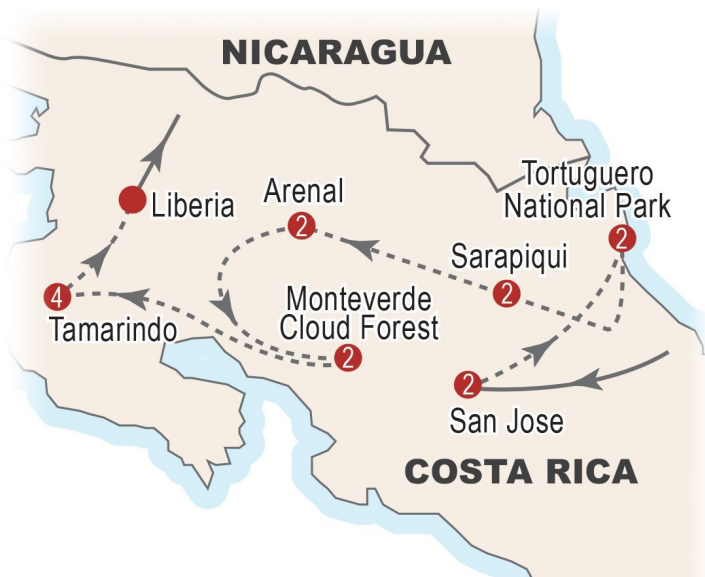 NICARAGUA
Tortuguero
National Park
2
Arenal
2
Liberia
Sarapiqui
2
4
Tamarindo
Monteverde
Cloud Forest
2
2
San Jose
COSTA RICA